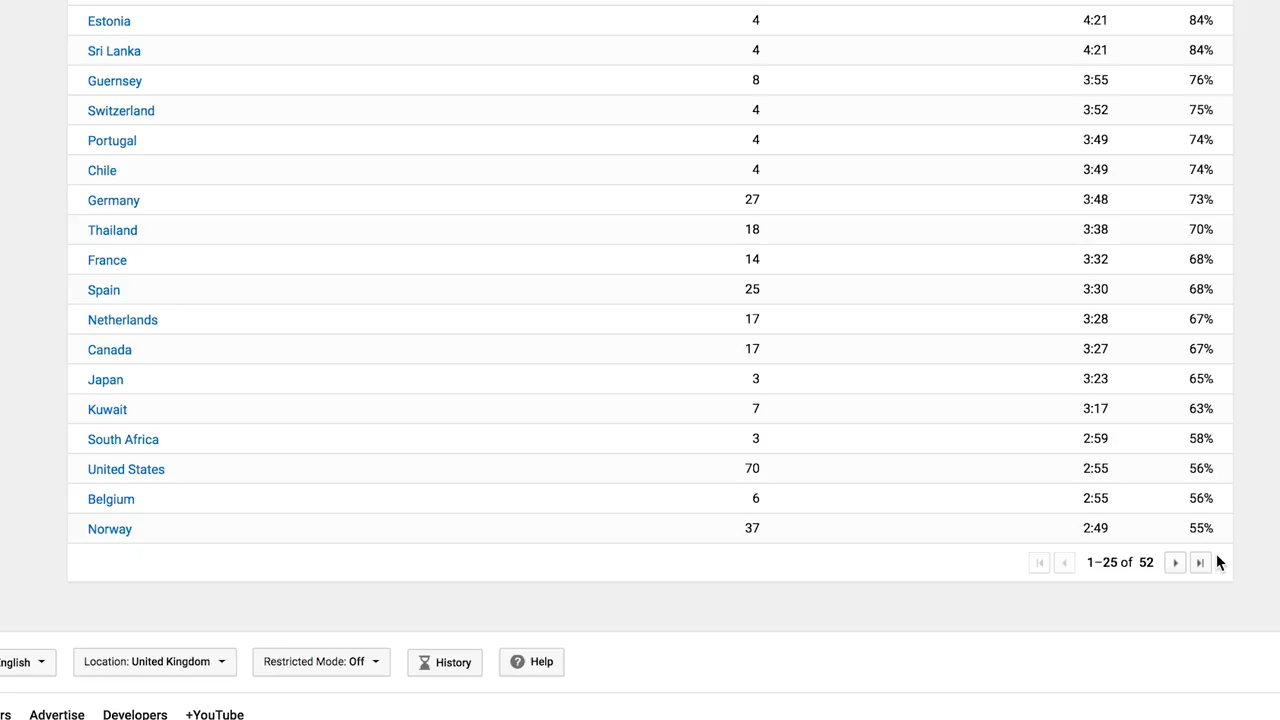 Estonia 4 4:21 84%
Sri Lanka 4 4:21 84%
Guernsey 8 3:55 76%
Switzerland 4 3:52 75%
Portugal 4 3:49 74%
Chile 4 3:49 74%
Germany 27 3:48 73%
Thailand 18 3:38 70%
France 14 3:32 68%
Spain 25 3:30 68%
Netherlands 17 3:28 67%
Canada 17 3:27 67%
Japan 3 3:23 65%
Kuwait 7 3:17 63%
South Africa 3 2:59 58%
United States 70 2:55 56%
Belgium 6 2:55 56%
Norway 37 2:49 55%
1–25 of 52
nglish Location: United Kingdom Restricted Mode: Off History Help
rs Advertise Developers +YouTube